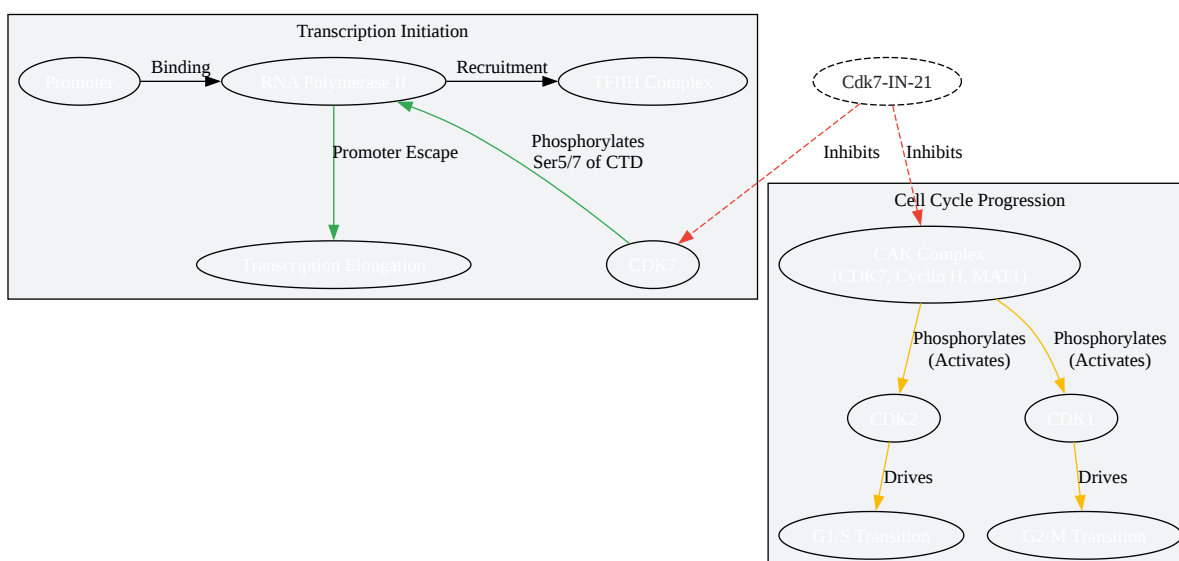 Transcription Initiation
Promoter
Binding
RNA Polymerase II
Recruitment
TFIIH Complex
Cdk7-IN-21
Phosphorylates
Ser5/7 of CTD
Promoter Escape
Inhibits
Inhibits
Cell Cycle Progression
Transcription Elongation
CDK7
CAK Complex
(CDK7, Cyclin H, MAT1)
Phosphorylates
(Activates)
Phosphorylates
(Activates)
CDK2
CDK1
Drives
Drives
G1/S Transition
G2/M Transition